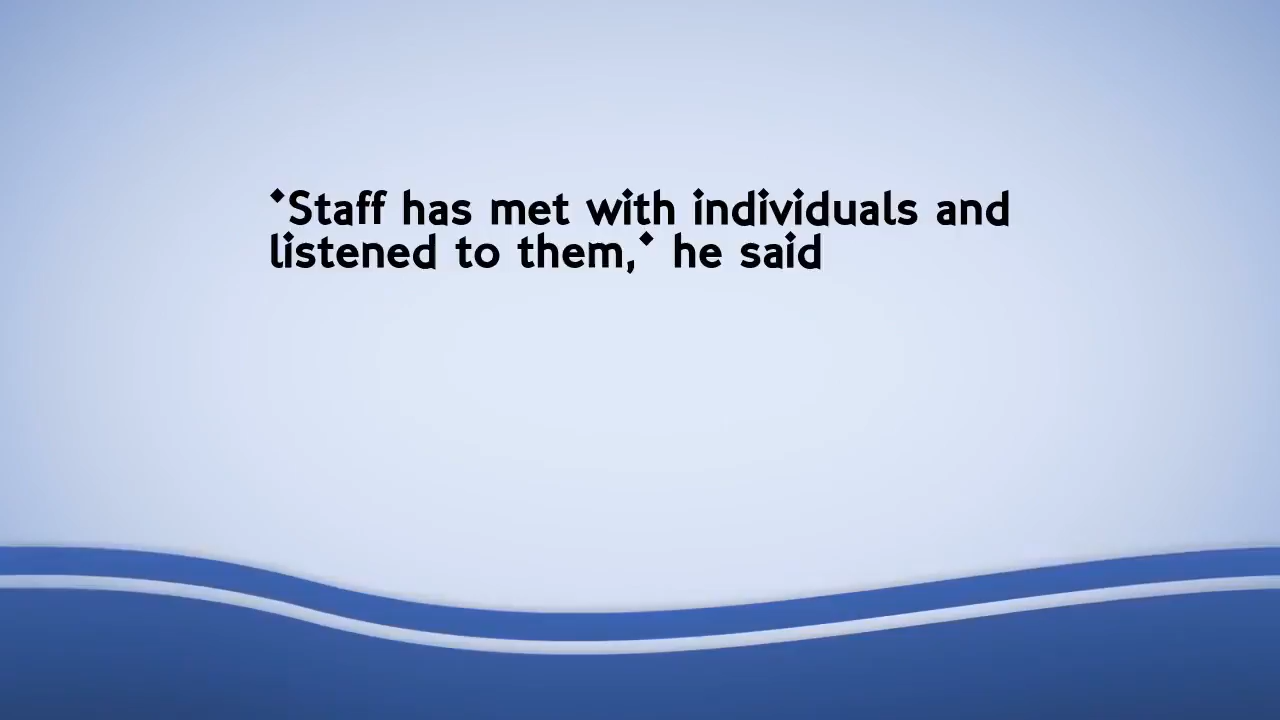 "Staff has met with individuals and
listened to them," he said